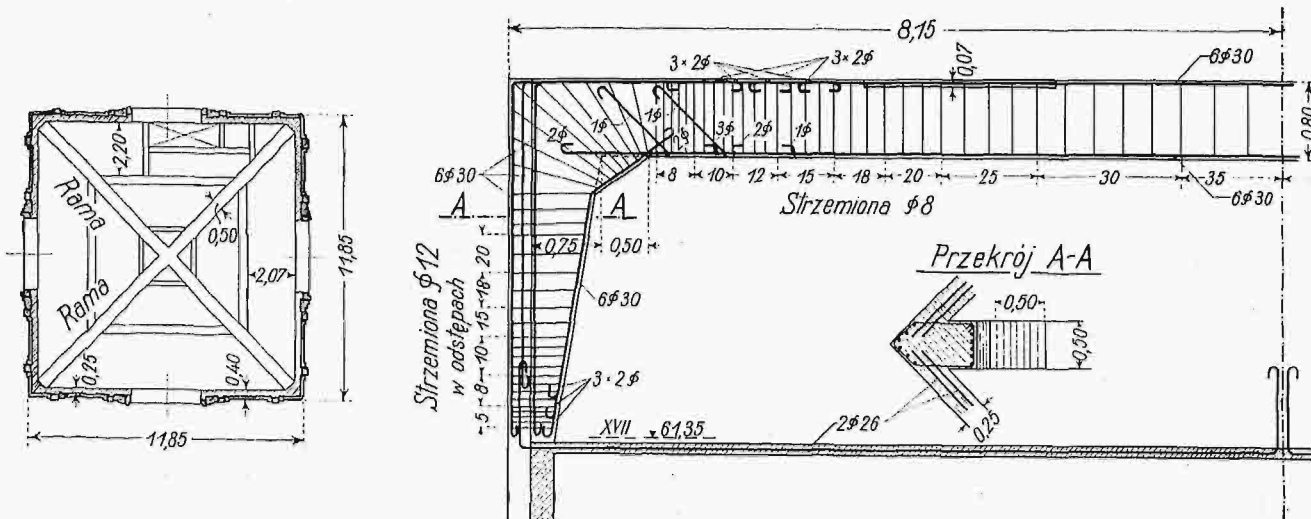 2,20
Rama
0,50
Rama
2,07
0,25
0,40
11,85
11,85
8,15
3×2ϕ
3×2ϕ
0,07
6ϕ30
0,80
1ϕ
1ϕ
2ϕ
2ϕ
3ϕ
2ϕ
1ϕ
6ϕ30
8 10 12 15 18 20 25 30 35
Strzemiona ϕ8
6ϕ30
A A
0,75 0,50
6ϕ30
Strzemiona ϕ12
w odstępach
5 8 10 15 18 20
3×2ϕ
Przekrój A-A
0,50
0,50
0,25
2ϕ26
XVII 61,35